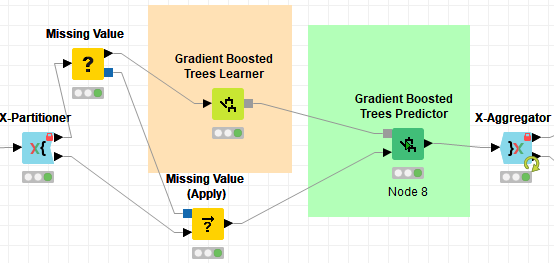 Missing Value
?
Gradient Boosted
Trees Learner
X-Partitioner
X{
Gradient Boosted
Trees Predictor
X-Aggregator
}X
Node 8
Missing Value
(Apply)
?